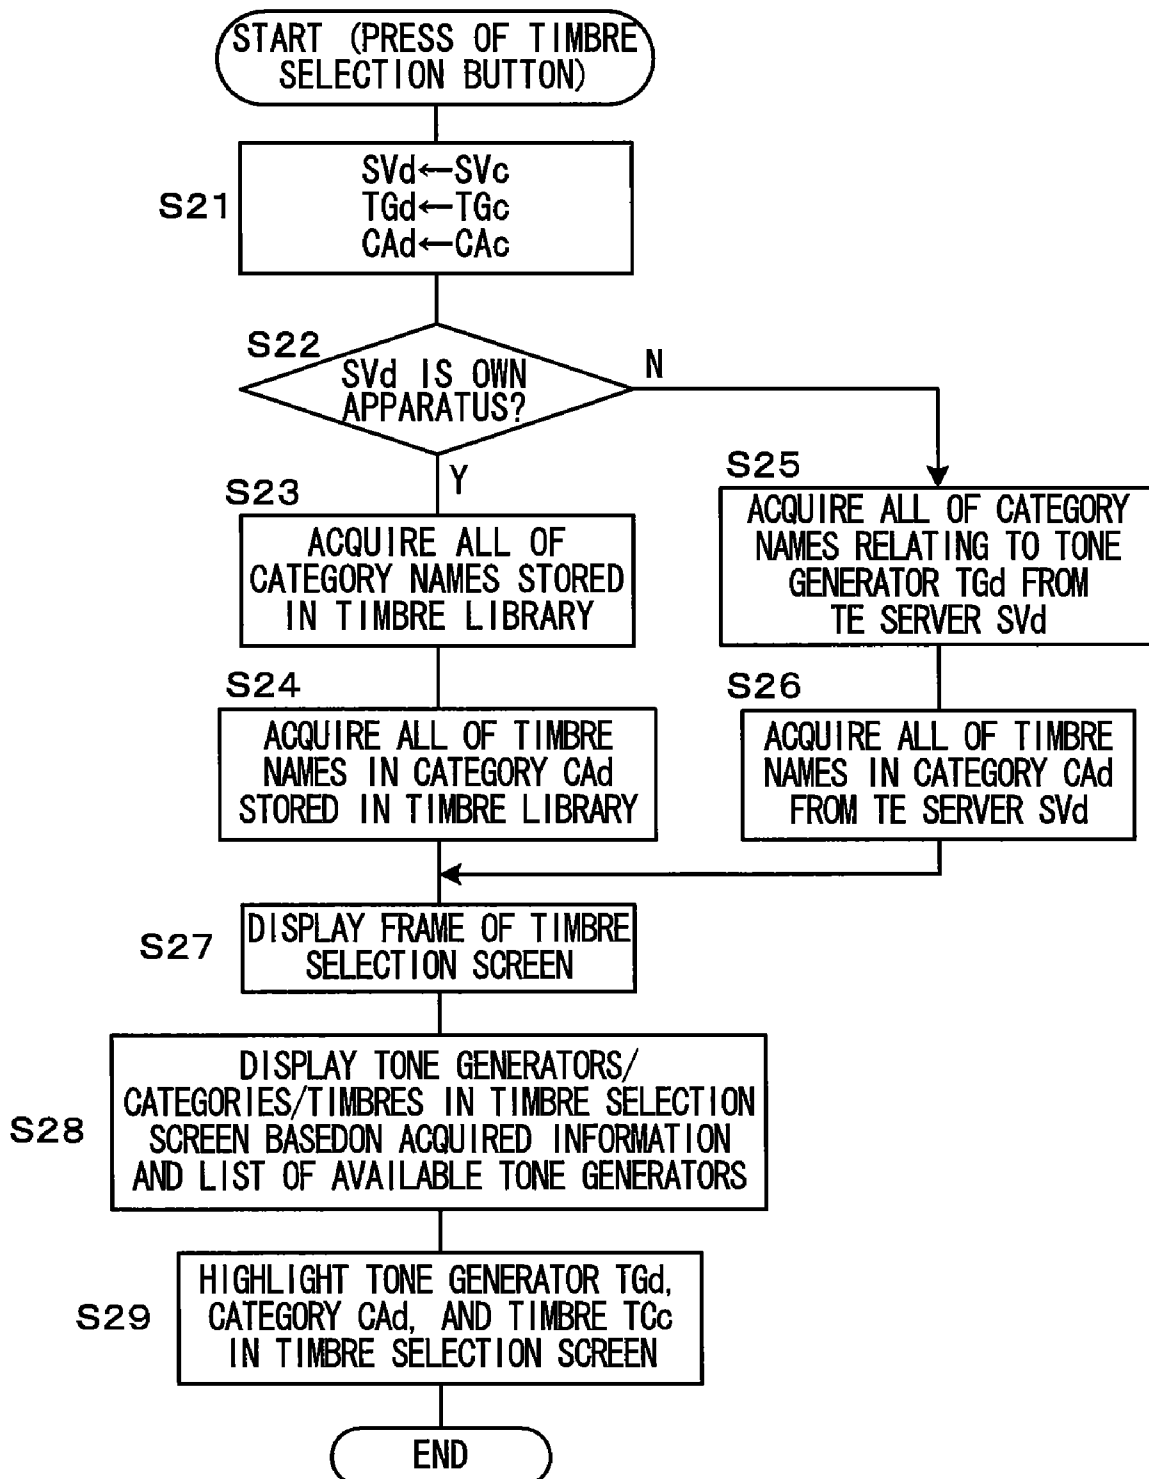 START (PRESS OF TIMBRE
SELECTION BUTTON)
S21
SVd←SVc
TGd←TGc
CAd←CAc
S22
SVd IS OWN
APPARATUS?
N
Y
S23
ACQUIRE ALL OF
CATEGORY NAMES STORED
IN TIMBRE LIBRARY
S24
ACQUIRE ALL OF TIMBRE
NAMES IN CATEGORY CAd
STORED IN TIMBRE LIBRARY
S25
ACQUIRE ALL OF CATEGORY
NAMES RELATING TO TONE
GENERATOR TGd FROM
TE SERVER SVd
S26
ACQUIRE ALL OF TIMBRE
NAMES IN CATEGORY CAd
FROM TE SERVER SVd
S27
DISPLAY FRAME OF TIMBRE
SELECTION SCREEN
S28
DISPLAY TONE GENERATORS/
CATEGORIES/TIMBRES IN TIMBRE SELECTION
SCREEN BASEDON ACQUIRED INFORMATION
AND LIST OF AVAILABLE TONE GENERATORS
S29
HIGHLIGHT TONE GENERATOR TGd,
CATEGORY CAd, AND TIMBRE TCc
IN TIMBRE SELECTION SCREEN
END